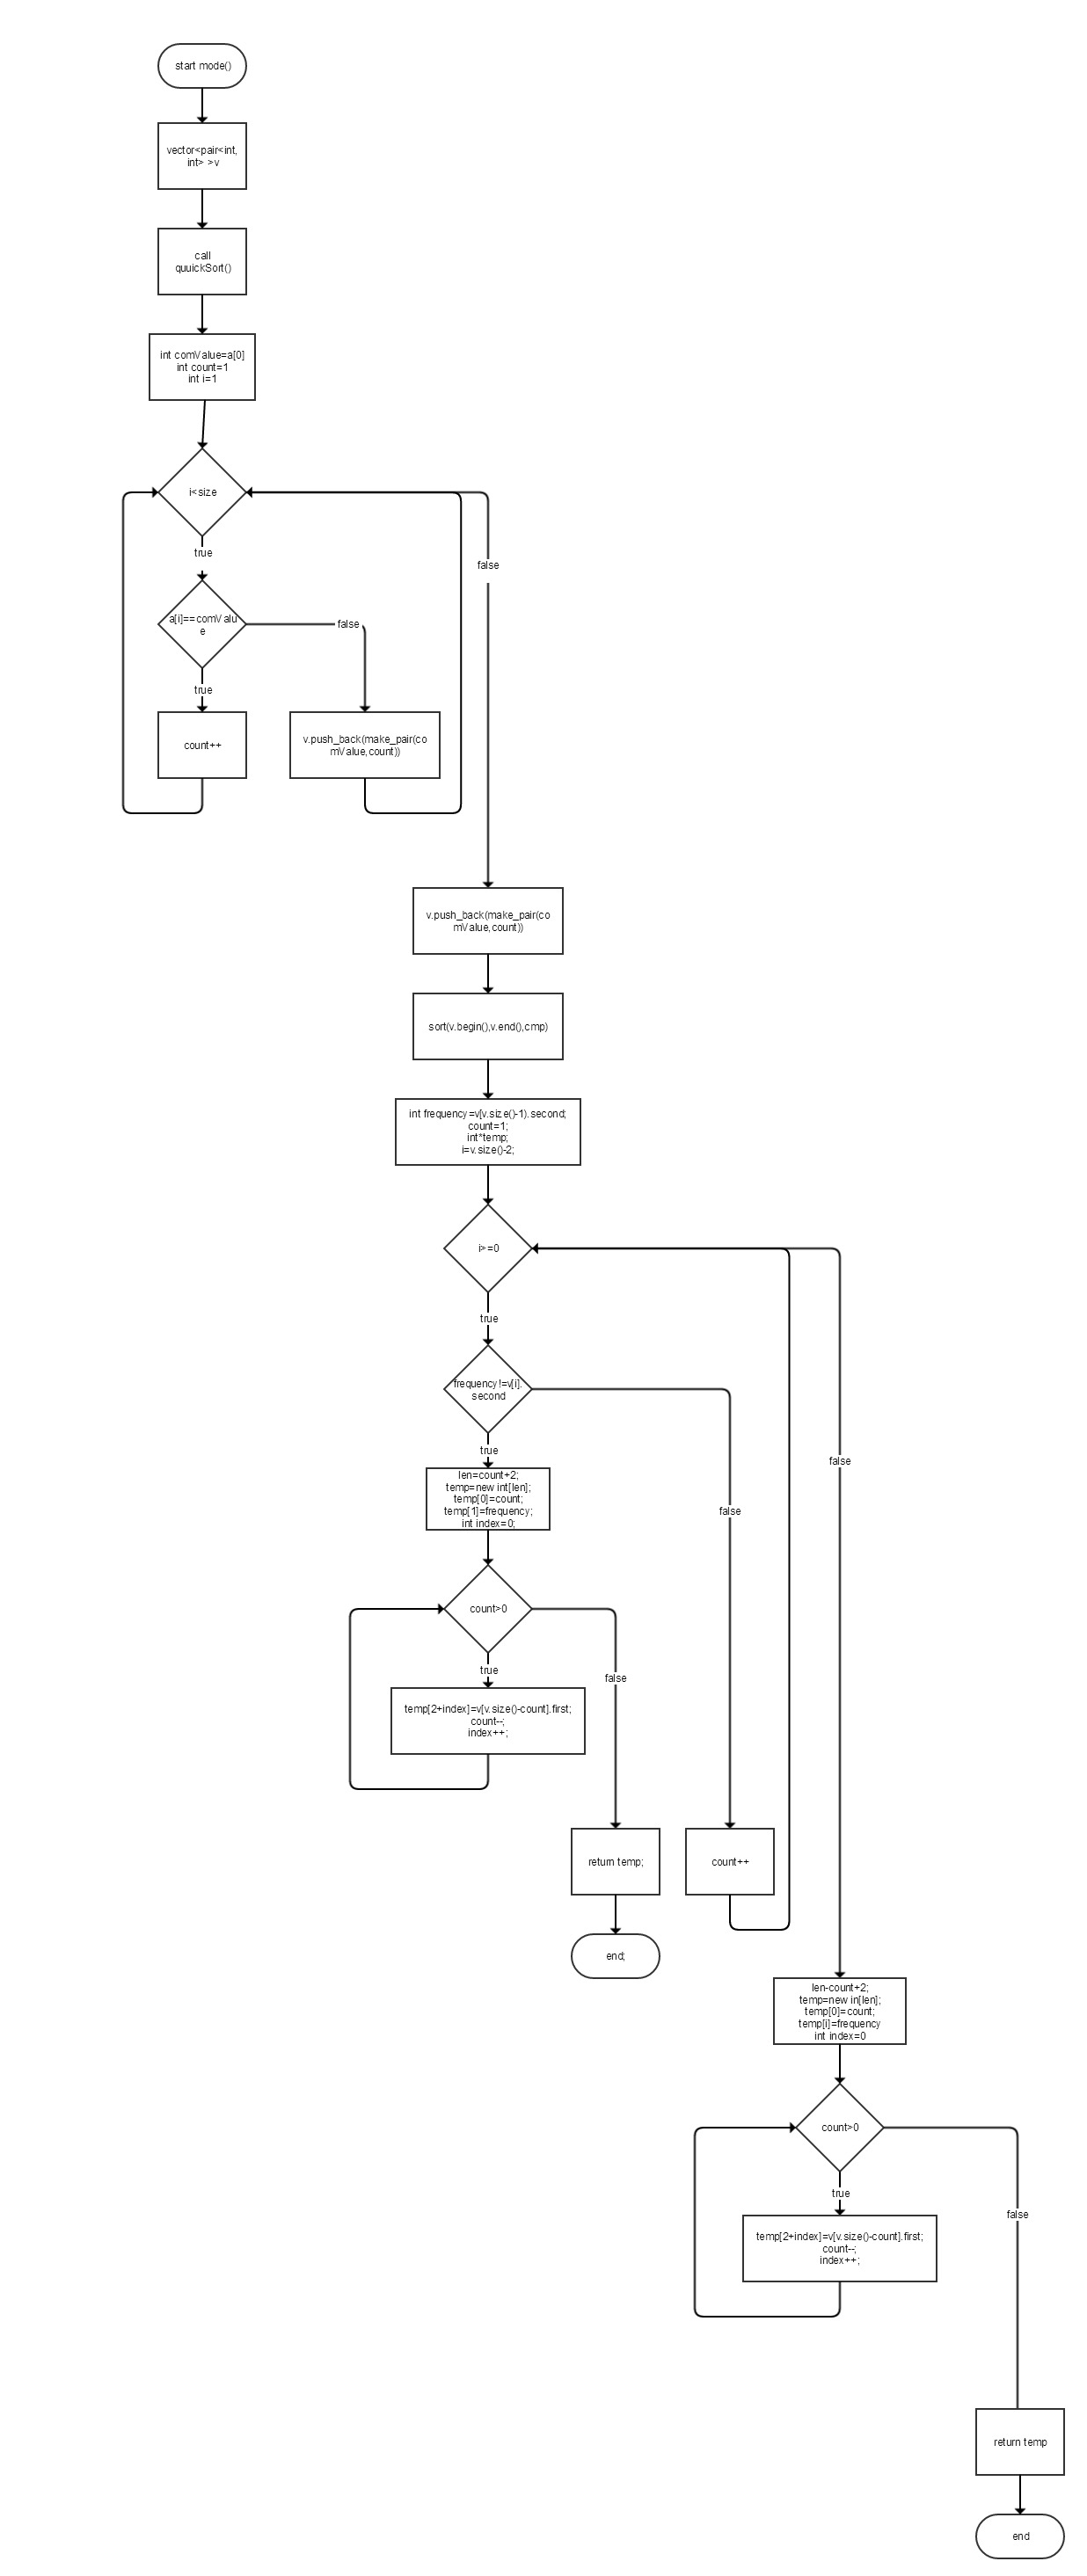 start mode()
vector<pair<int,
int> >v
call
quuickSort()
int comValue=a[0]
int count=1
int i=1
i<size
true
false
a[i]==comValu
e
false
true
count++
v.push_back(make_pair(co
mValue,count))
v.push_back(make_pair(co
mValue,count))
sort(v.begin(),v.end(),cmp)
int frequency=v[v.size()-1).second;
count=1;
int*temp;
i=v.size()-2;
i>=0
true
frequency!=v[i].
second
true
false
false
len=count+2;
temp=new int[len];
temp[0]=count;
temp[1]=frequency;
int index=0;
count>0
true
false
temp[2+index]=v[v.size()-count].first;
count--;
index++;
return temp;
count++
end;
len-count+2;
temp=new in[len];
temp[0]=count;
temp[i]=frequency
int index=0
count>0
true
false
temp[2+index]=v[v.size()-count].first;
count--;
index++;
return temp
end